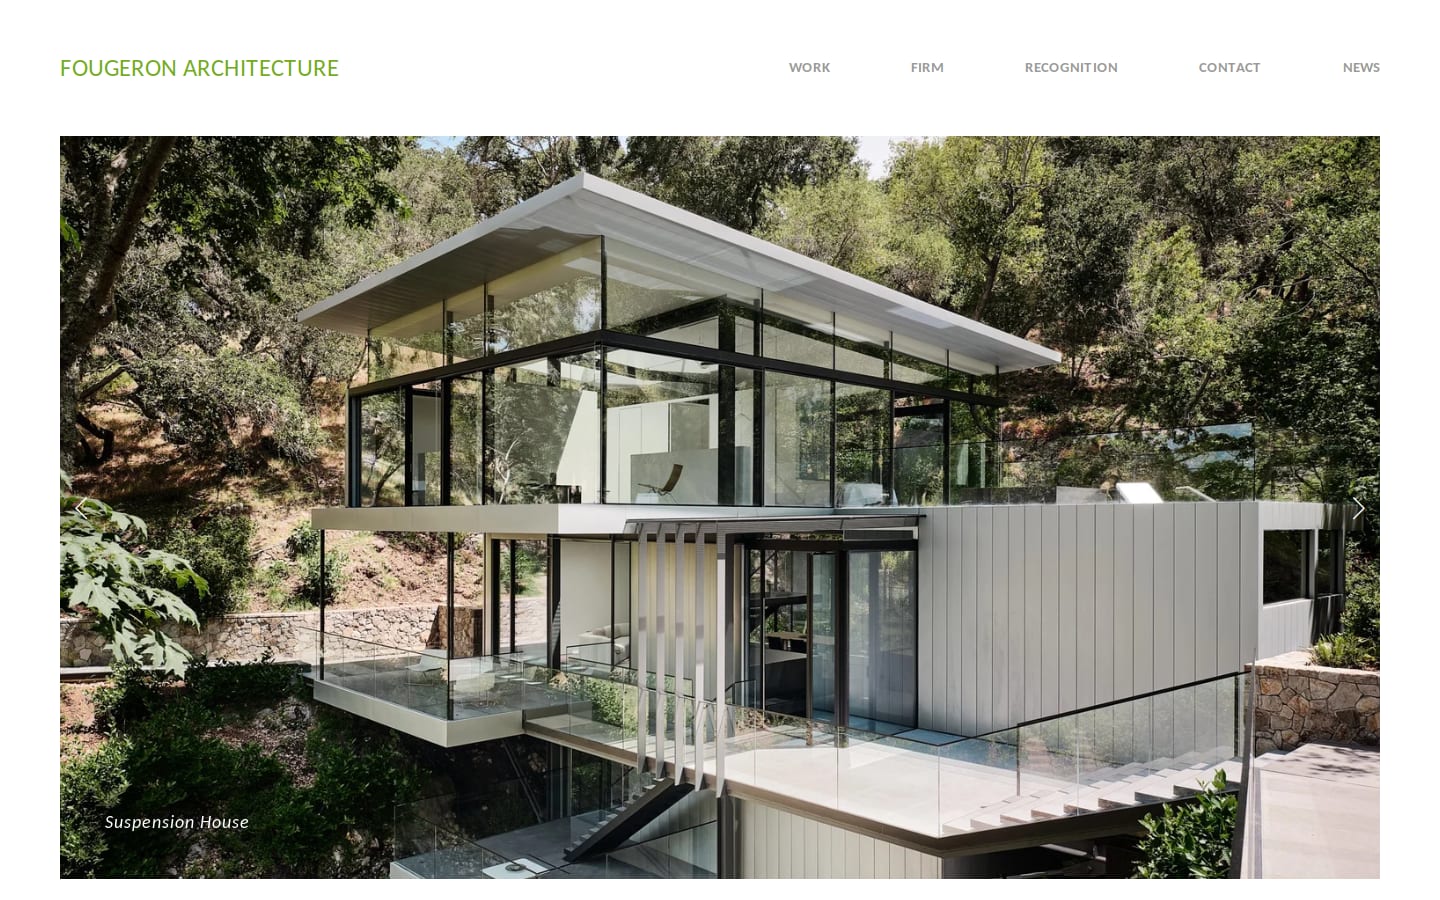 FOUGERON ARCHITECTURE
WORK
FIRM
RECOGNITION
CONTACT
NEWS
Suspension House